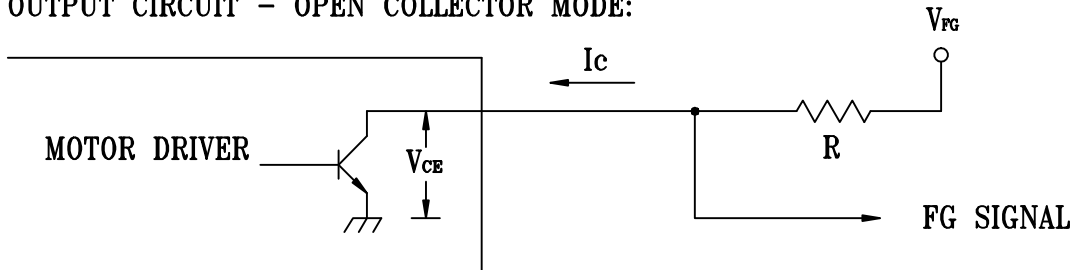 OUTPUT CIRCUIT - OPEN COLLECTOR MODE:
VFG
Ic
MOTOR DRIVER
VCE
R
FG SIGNAL